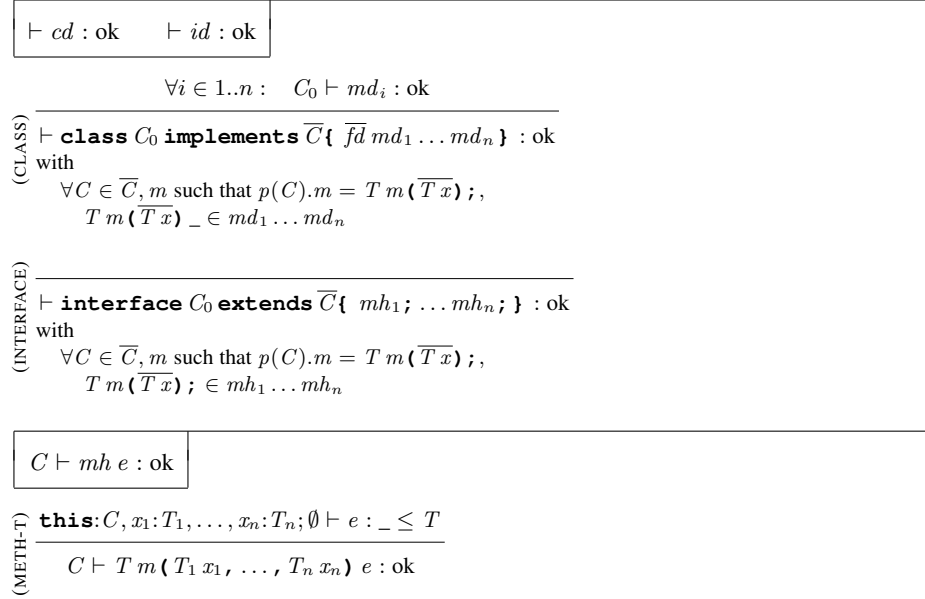 ⊢ cd : ok ⊢ id : ok
∀i ∈ 1..n : C₀ ⊢ mdᵢ : ok
(CLASS)
⊢ class C₀ implements C̅{ f̅d̅ md₁ … mdₙ } : ok
with
∀C ∈ C̅, m such that p(C).m = T m(T̅ x̅);,
T m(T̅ x̅) _ ∈ md₁ … mdₙ
(INTERFACE)
⊢ interface C₀ extends C̅{ mh₁; … mhₙ; } : ok
with
∀C ∈ C̅, m such that p(C).m = T m(T̅ x̅);,
T m(T̅ x̅); ∈ mh₁ … mhₙ
C ⊢ mh e : ok
(METH-T)
this:C, x₁:T₁, …, xₙ:Tₙ; ∅ ⊢ e : _ ≤ T
C ⊢ T m(T₁ x₁, …, Tₙ xₙ) e : ok